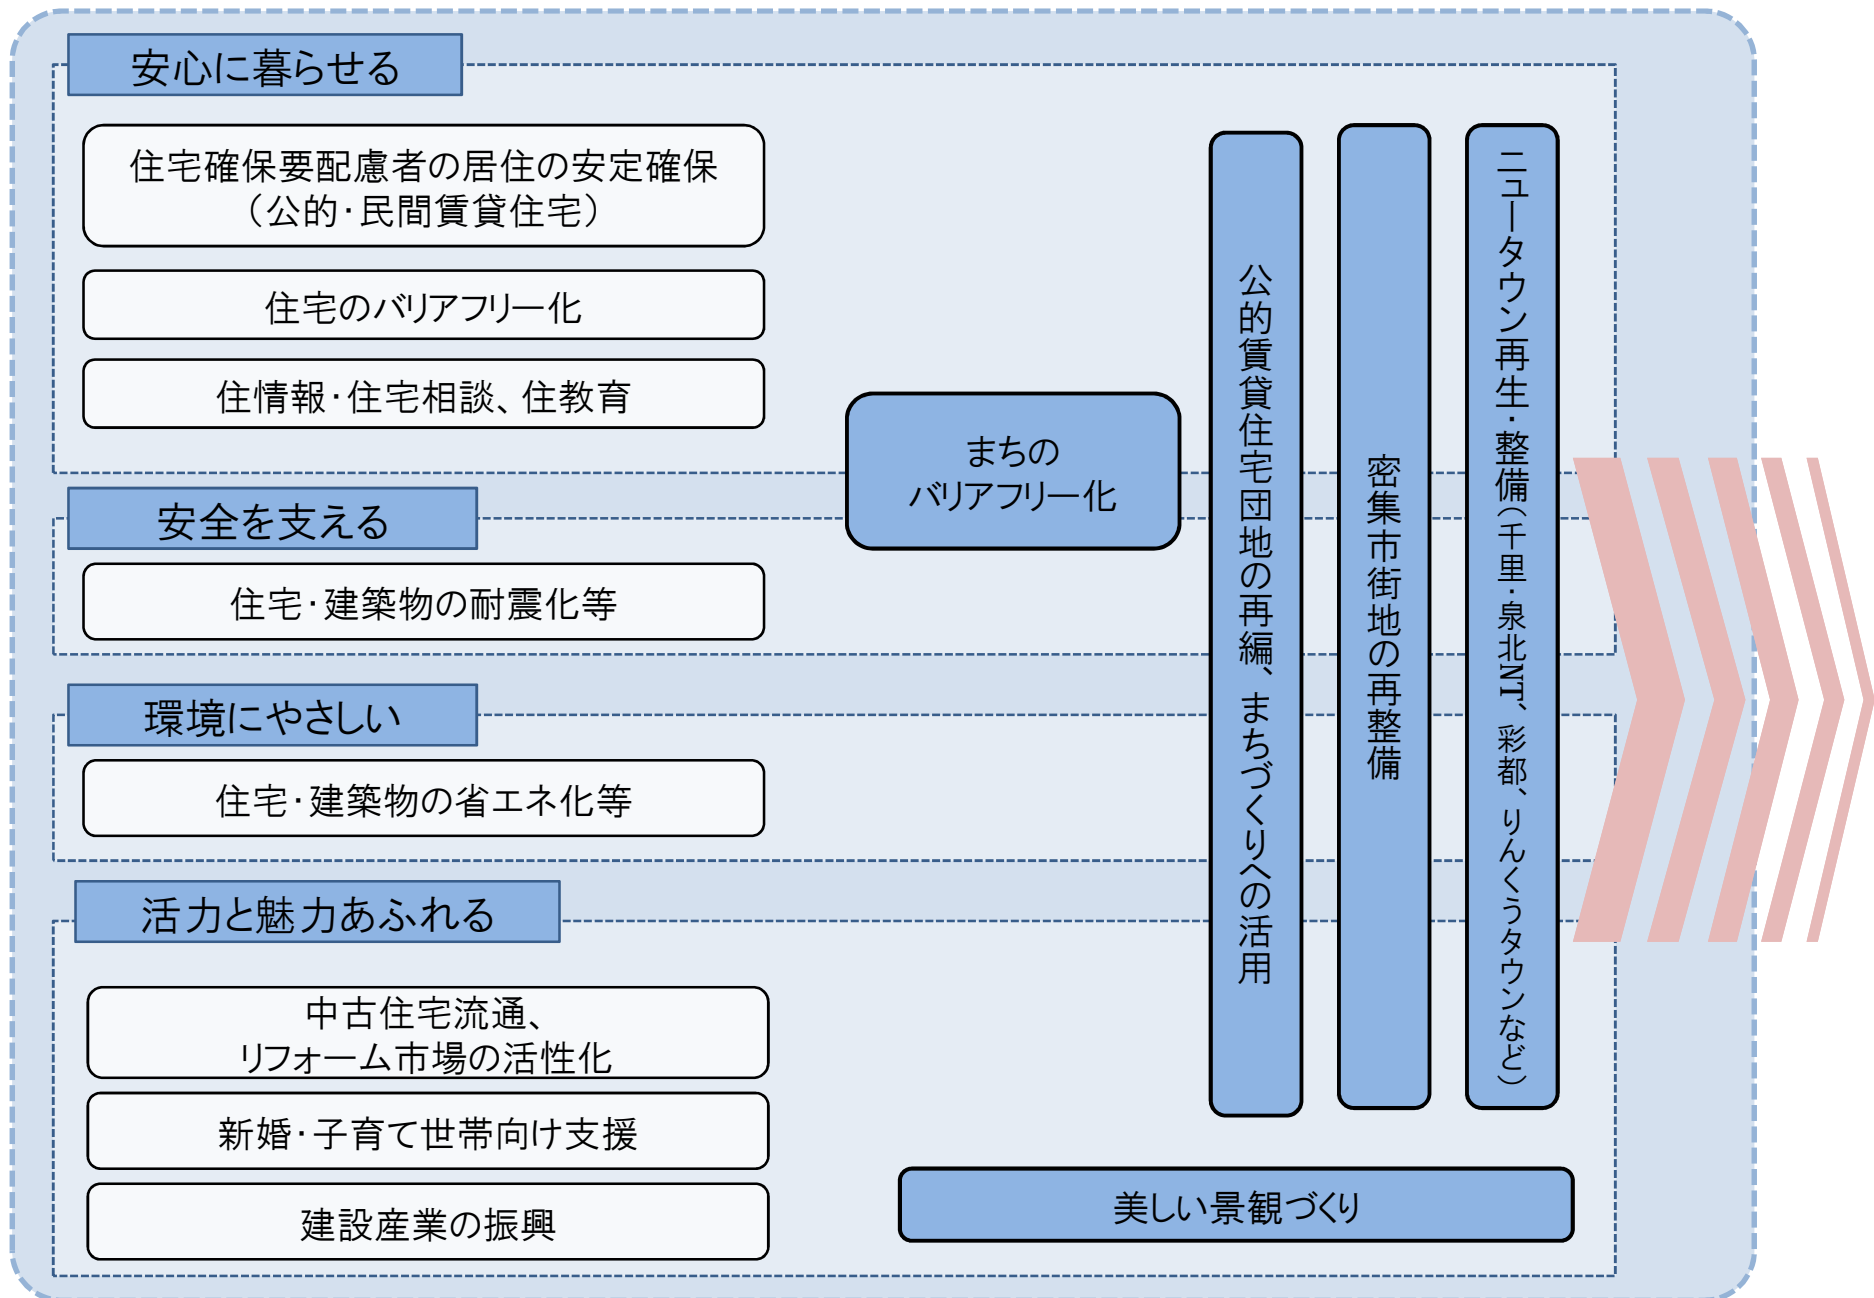 安心に暮らせる
住宅確保要配慮者の居住の安定確保
（公的・民間賃貸住宅）
住宅のバリアフリー化
住情報・住宅相談、住教育
まちの
バリアフリー化
安全を支える
住宅・建築物の耐震化等
環境にやさしい
住宅・建築物の省エネ化等
活力と魅力あふれる
中古住宅流通、
リフォーム市場の活性化
新婚・子育て世帯向け支援
建設産業の振興
公的賃貸住宅団地の再編、まちづくりへの活用
密集市街地の再整備
ニュータウン再生・整備（千里・泉北NT、彩都、りんくうタウンなど）
美しい景観づくり